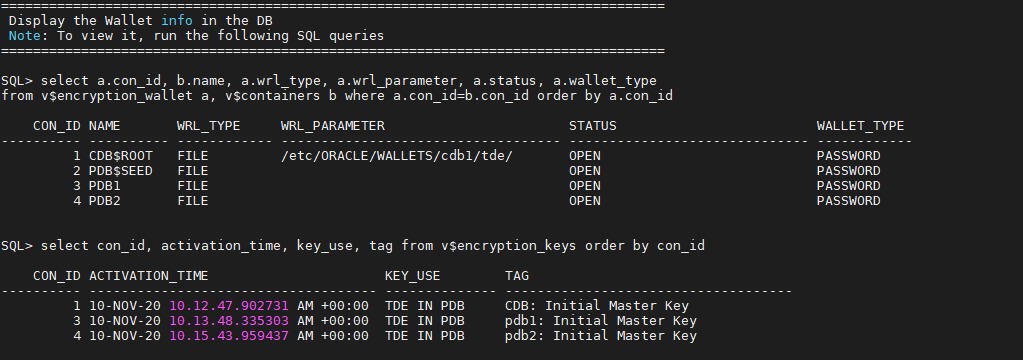 ===================================================================================
Display the Wallet info in the DB
Note: To view it, run the following SQL queries
===================================================================================
SQL> select a.con_id, b.name, a.wrl_type, a.wrl_parameter, a.status, a.wallet_type
from v$encryption_wallet a, v$containers b where a.con_id=b.con_id order by a.con_id
CON_ID NAME WRL_TYPE WRL_PARAMETER STATUS WALLET_TYPE
---------- ---------- ------------ ----------------------------------- ------------------------------ ------------
1 CDB$ROOT FILE /etc/ORACLE/WALLETS/cdb1/tde/ OPEN PASSWORD
2 PDB$SEED FILE OPEN PASSWORD
3 PDB1 FILE OPEN PASSWORD
4 PDB2 FILE OPEN PASSWORD
SQL> select con_id, activation_time, key_use, tag from v$encryption_keys order by con_id
CON_ID ACTIVATION_TIME KEY_USE TAG
---------- ------------------------------------ -------------- ------------------------------------
1 10-NOV-20 10.12.47.902731 AM +00:00 TDE IN PDB CDB: Initial Master Key
3 10-NOV-20 10.13.48.335303 AM +00:00 TDE IN PDB pdb1: Initial Master Key
4 10-NOV-20 10.15.43.959437 AM +00:00 TDE IN PDB pdb2: Initial Master Key